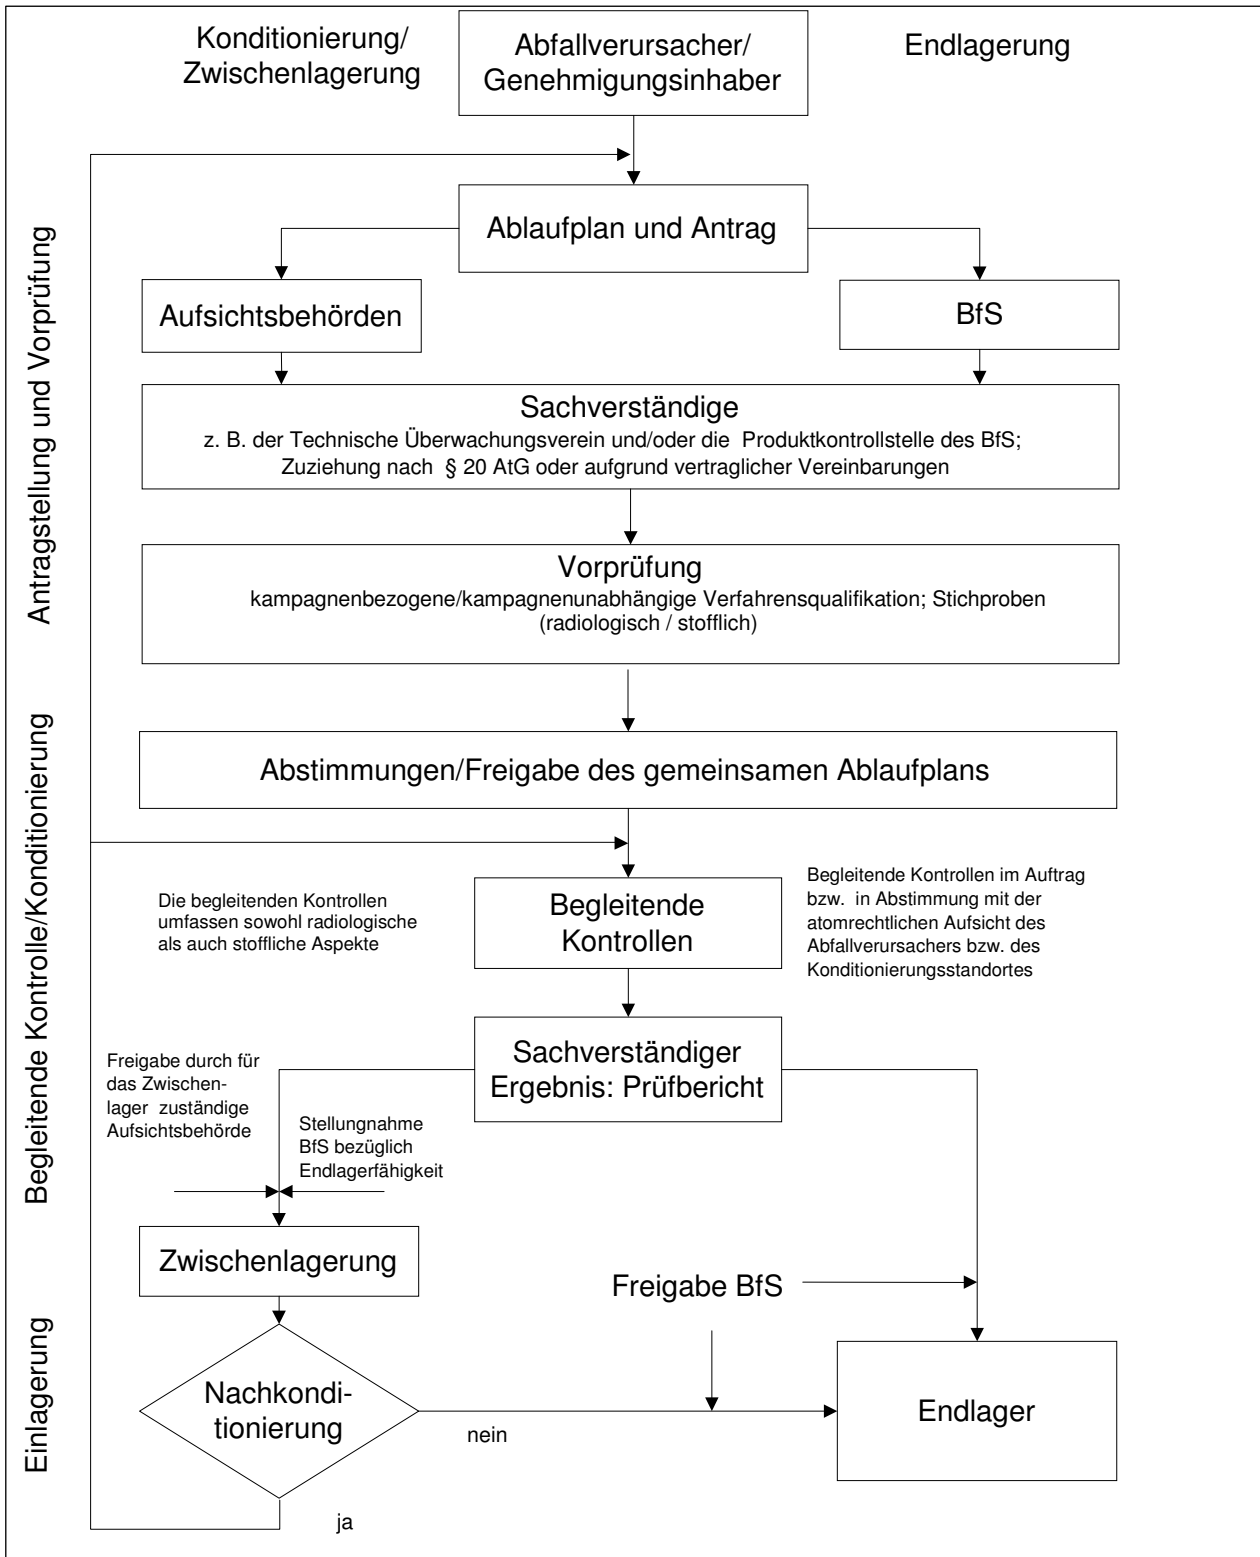 Konditionierung/
Zwischenlagerung
Abfallverursacher/
Genehmigungsinhaber
Endlagerung
Antragstellung und Vorprüfung
Ablaufplan und Antrag
Aufsichtsbehörden
BfS
Sachverständige
z. B. der Technische Überwachungsverein und/oder die Produktkontrollstelle des BfS;
Zuziehung nach § 20 AtG oder aufgrund vertraglicher Vereinbarungen
Vorprüfung
kampagnenbezogene/kampagnenunabhängige Verfahrensqualifikation; Stichproben
(radiologisch / stofflich)
Begleitende Kontrolle/Konditionierung
Abstimmungen/Freigabe des gemeinsamen Ablaufplans
Die begleitenden Kontrollen
umfassen sowohl radiologische
als auch stoffliche Aspekte
Begleitende
Kontrollen
Begleitende Kontrollen im Auftrag
bzw. in Abstimmung mit der
atomrechtlichen Aufsicht des
Abfallverursachers bzw. des
Konditionierungsstandortes
Sachverständiger
Ergebnis: Prüfbericht
Freigabe durch für
das Zwischen-
lager zuständige
Aufsichtsbehörde
Stellungnahme
BfS bezüglich
Endlagerfähigkeit
Einlagerung
Zwischenlagerung
Freigabe BfS
Nachkondi-
tionierung
nein
Endlager
ja